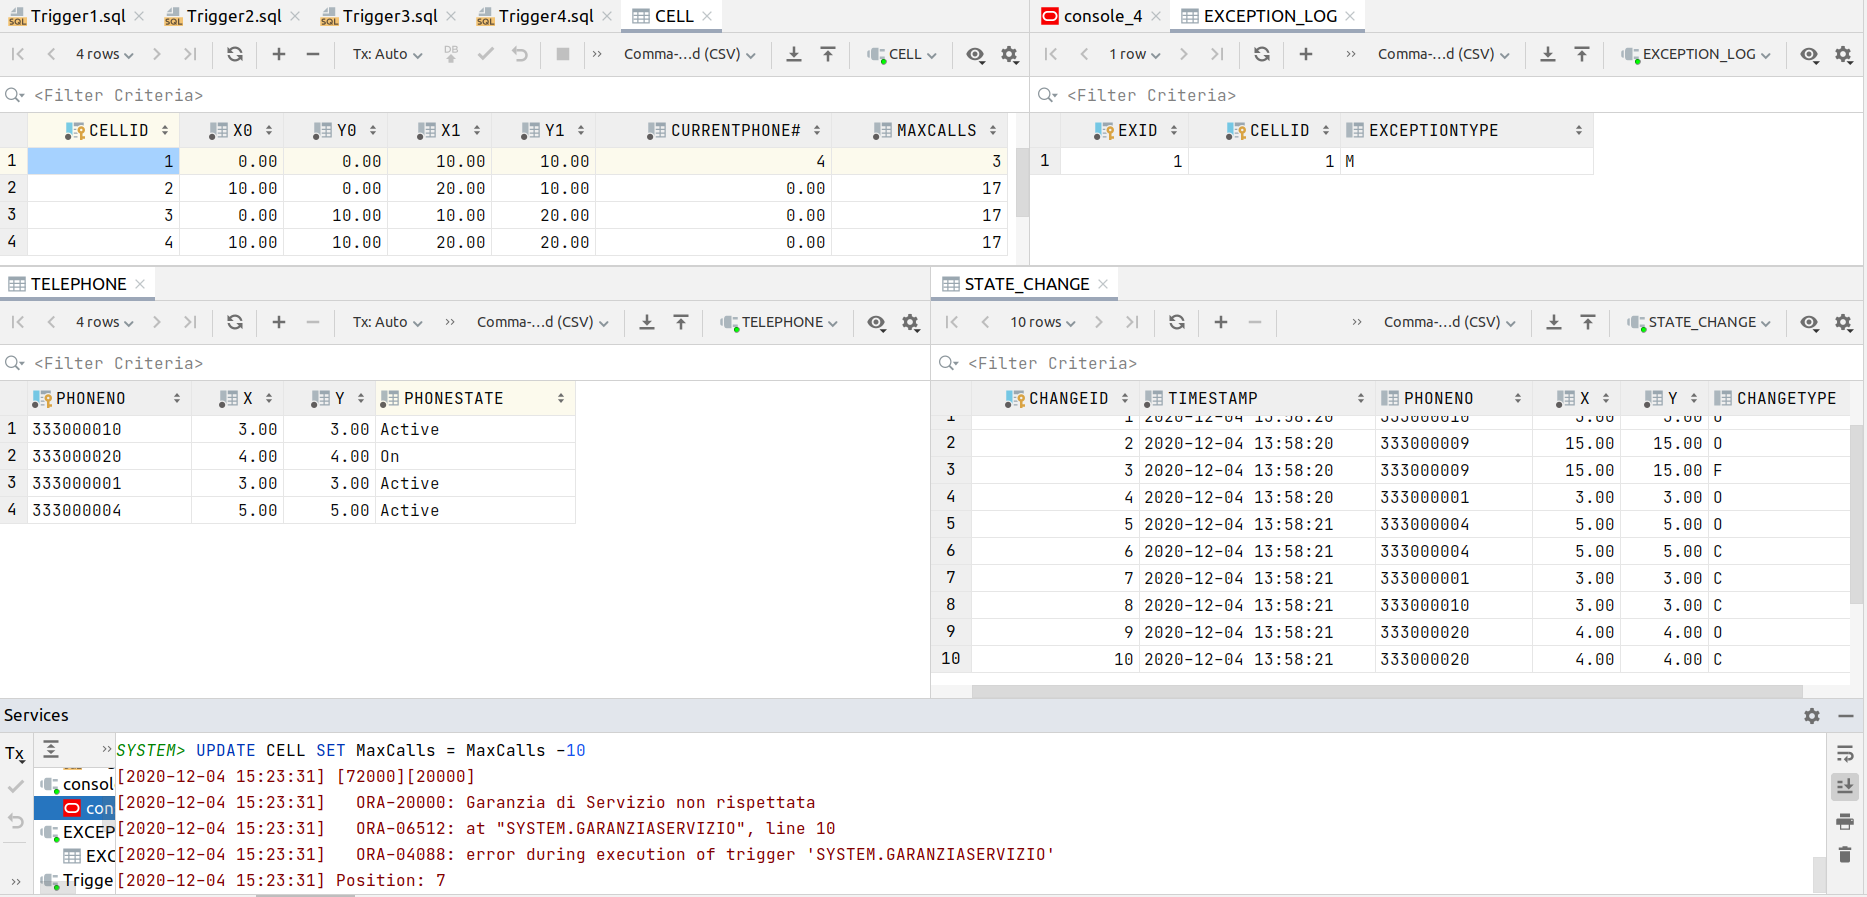 Trigger1.sql Trigger2.sql Trigger3.sql Trigger4.sql CELL
4 rows Tx: Auto DB Comma-...d (CSV) CELL
<Filter Criteria>
CELLID X0 Y0 X1 Y1 CURRENTPHONE# MAXCALLS
1 1 0.00 0.00 10.00 10.00 4 3
2 2 10.00 0.00 20.00 10.00 0.00 17
3 3 0.00 10.00 10.00 20.00 0.00 17
4 4 10.00 10.00 20.00 20.00 0.00 17
console_4 EXCEPTION_LOG
1 row Comma-...d (CSV) EXCEPTION_LOG
<Filter Criteria>
EXID CELLID EXCEPTIONTYPE
1 1 1 M
TELEPHONE
4 rows Tx: Auto Comma-...d (CSV) TELEPHONE
<Filter Criteria>
PHONENO X Y PHONESTATE
1 333000010 3.00 3.00 Active
2 333000020 4.00 4.00 On
3 333000001 3.00 3.00 Active
4 333000004 5.00 5.00 Active
STATE_CHANGE
10 rows Comma-...d (CSV) STATE_CHANGE
<Filter Criteria>
CHANGEID TIMESTAMP PHONENO X Y CHANGETYPE
1 1 2020-12-04 13:58:20 333000010 3.00 3.00 O
2 2 2020-12-04 13:58:20 333000009 15.00 15.00 O
3 3 2020-12-04 13:58:20 333000009 15.00 15.00 F
4 4 2020-12-04 13:58:20 333000001 3.00 3.00 O
5 5 2020-12-04 13:58:21 333000004 5.00 5.00 O
6 6 2020-12-04 13:58:21 333000004 5.00 5.00 C
7 7 2020-12-04 13:58:21 333000001 3.00 3.00 C
8 8 2020-12-04 13:58:21 333000010 3.00 3.00 C
9 9 2020-12-04 13:58:21 333000020 4.00 4.00 O
10 10 2020-12-04 13:58:21 333000020 4.00 4.00 C
Services
Tx
consol
con
EXCEP
EXC
Trigge
SYSTEM> UPDATE CELL SET MaxCalls = MaxCalls -10
[2020-12-04 15:23:31] [72000][20000]
[2020-12-04 15:23:31] ORA-20000: Garanzia di Servizio non rispettata
[2020-12-04 15:23:31] ORA-06512: at "SYSTEM.GARANZIASERVIZIO", line 10
[2020-12-04 15:23:31] ORA-04088: error during execution of trigger 'SYSTEM.GARANZIASERVIZIO'
[2020-12-04 15:23:31] Position: 7